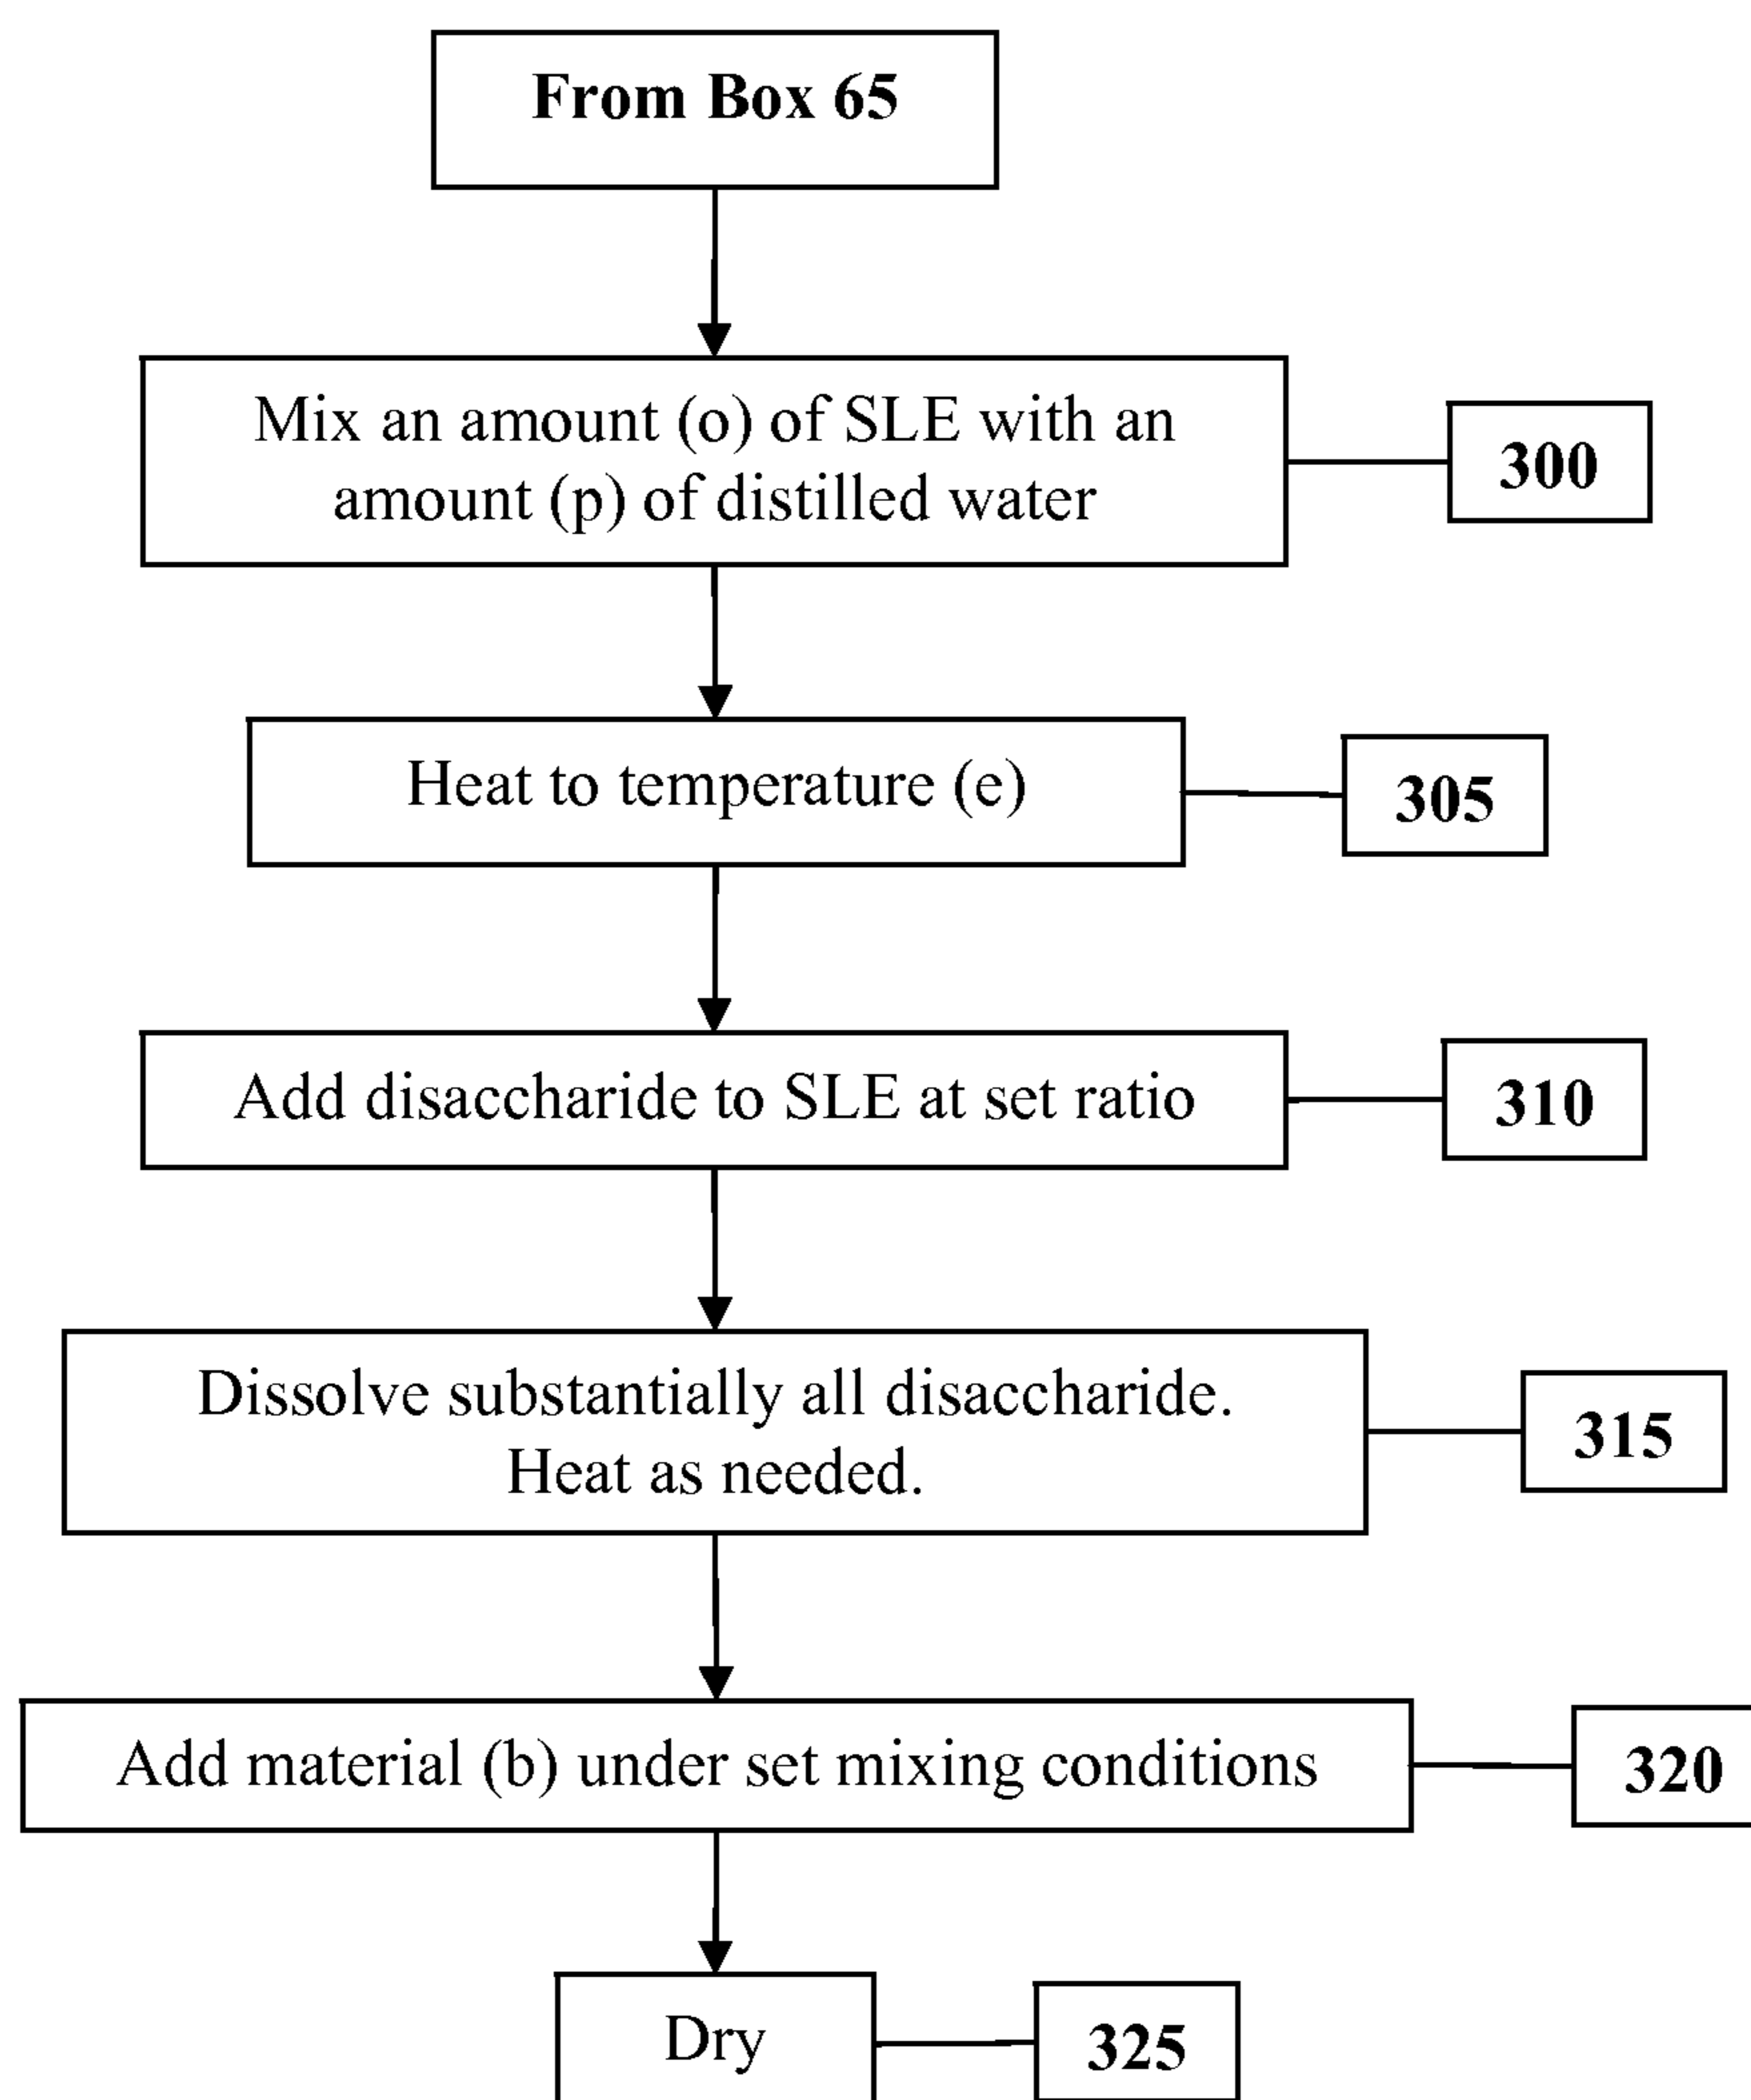 From Box 65
Mix an amount (o) of SLE with an
amount (p) of distilled water
300
Heat to temperature (e)
305
Add disaccharide to SLE at set ratio
310
Dissolve substantially all disaccharide.
Heat as needed.
315
Add material (b) under set mixing conditions
320
Dry
325